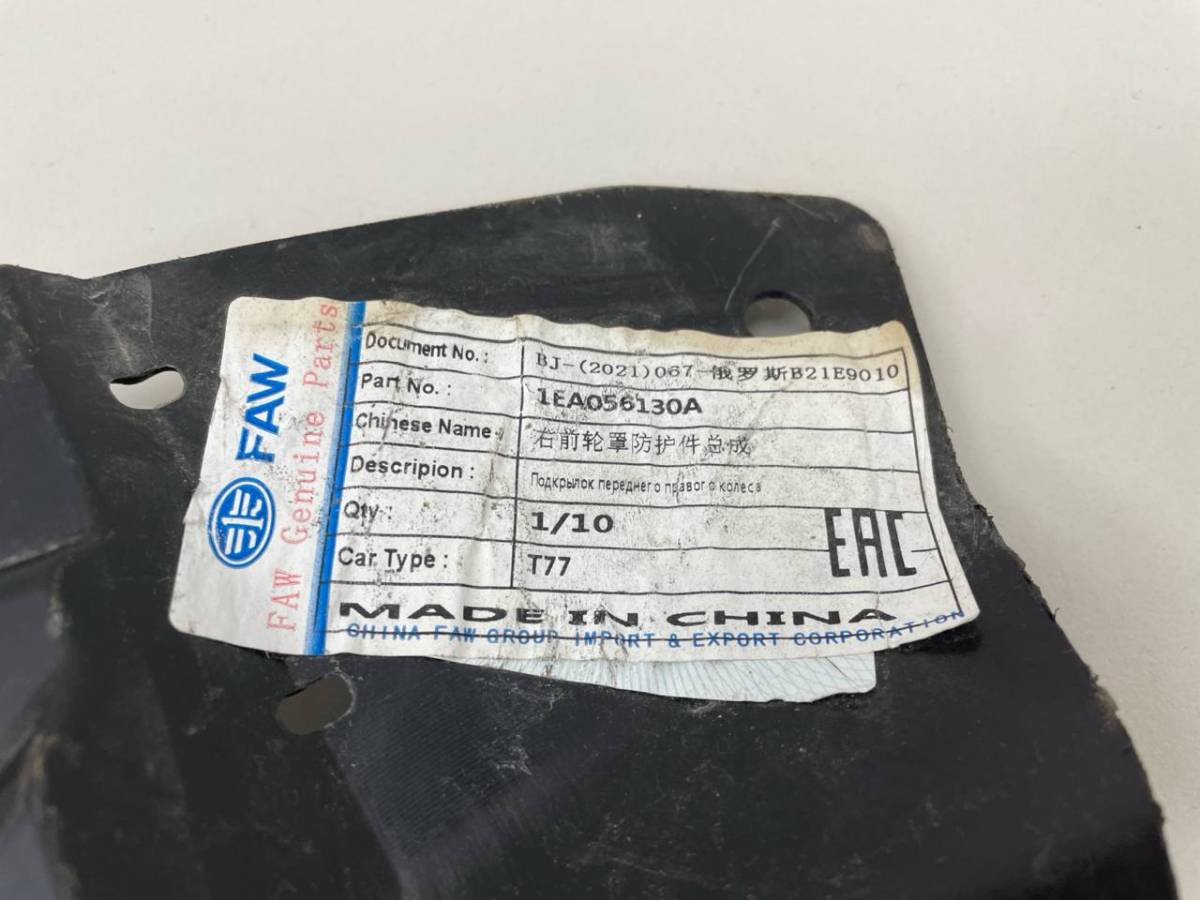 FAW
FAW Genuine Parts
Document No.: BJ-(2021)067-俄罗斯B21E9010
Part No.: 1EA056130A
Chinese Name 右前轮罩防护件总成
Descripion: Подкрылок переднего правого колеса
Qty: 1/10
Car Type: T77
EAC
MADE IN CHINA
CHINA FAW GROUP IMPORT & EXPORT CORPORATION